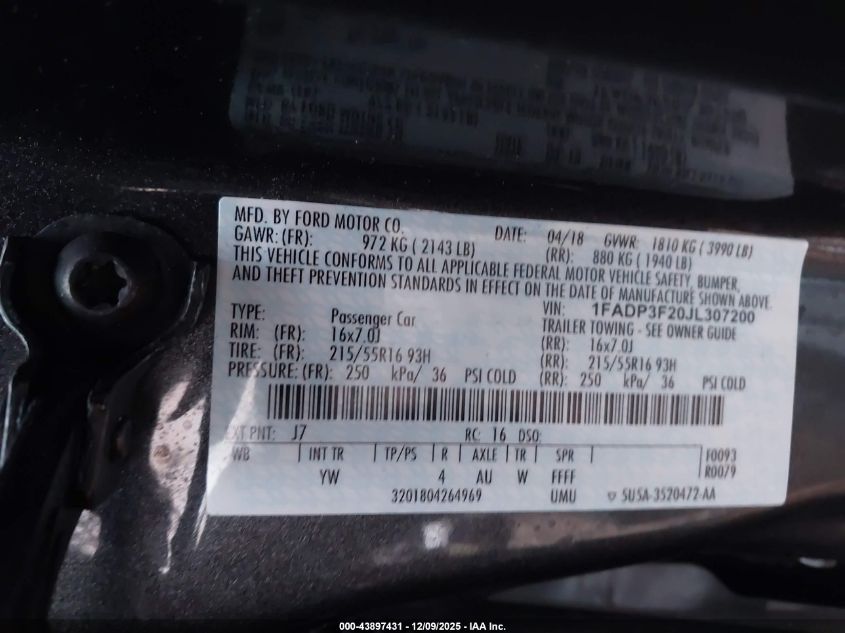 MFD. BY FORD MOTOR CO. DATE: 04/18 GVWR: 1810 KG ( 3990 LB)
GAWR: (FR): 972 KG ( 2143 LB) (RR): 880 KG ( 1940 LB)
THIS VEHICLE CONFORMS TO ALL APPLICABLE FEDERAL MOTOR VEHICLE SAFETY, BUMPER,
AND THEFT PREVENTION STANDARDS IN EFFECT ON THE DATE OF MANUFACTURE SHOWN ABOVE.
VIN: 1FADP3F20JL307200
TYPE: Passenger Car TRAILER TOWING - SEE OWNER GUIDE
RIM: (FR): 16x7.0J (RR): 16x7.0J
TIRE: (FR): 215/55R16 93H (RR): 215/55R16 93H
PRESSURE: (FR): 250 kPa/ 36 PSI COLD (RR): 250 kPa/ 36 PSI COLD
EXT PNT: J7 RC: 16 DSO:
WB INT TR TP/PS R AXLE TR SPR F0093
YW 4 AU W FFFF R00/9
3201804264969 UMU 5U5A-3520472-AA
000-43897431 - 12/09/2025 - IAA Inc.